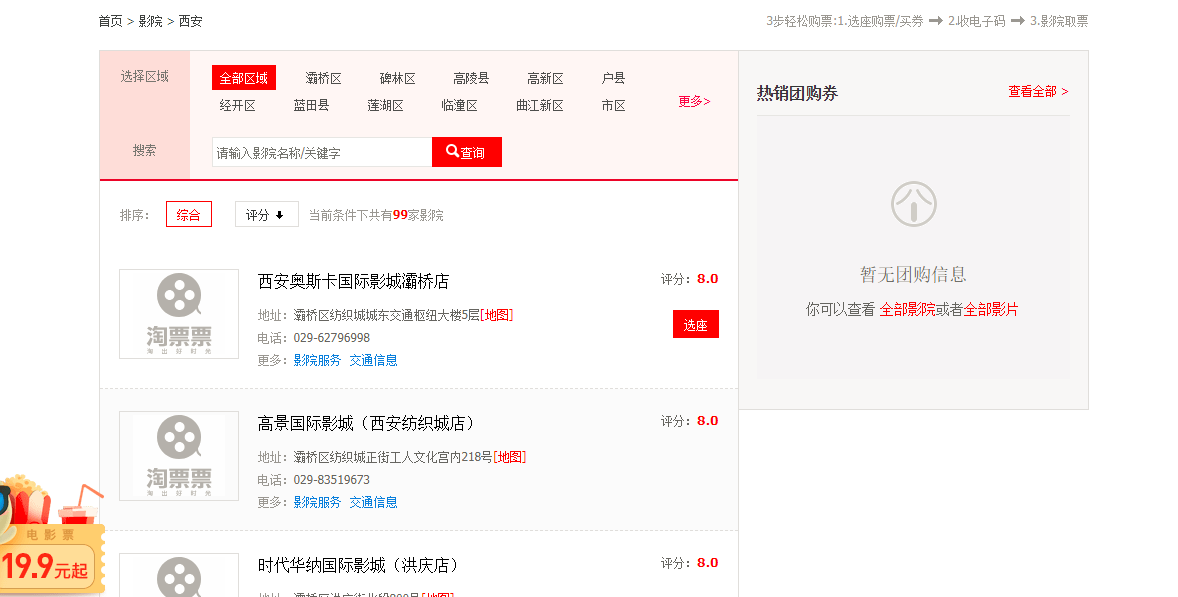 首页 > 影院 > 西安
3步轻松购票:1.选座购票/买券 → 2.收电子码 → 3.影院取票
选择区域
全部区域 灞桥区 碑林区 高陵县 高新区 户县
经开区 蓝田县 莲湖区 临潼区 曲江新区 市区
更多>
搜索
请输入影院名称/关键字
查询
排序：
综合
评分
当前条件下共有99家影院
西安奥斯卡国际影城灞桥店
评分：8.0
地址：灞桥区纺织城城东交通枢纽大楼5层[地图]
选座
电话：029-62796998
更多：影院服务 交通信息
淘票票
淘出好时光
高景国际影城（西安纺织城店）
评分：8.0
地址：灞桥区纺织城正街工人文化宫内218号[地图]
电话：029-83519673
更多：影院服务 交通信息
淘票票
淘出好时光
时代华纳国际影城（洪庆店）
评分：8.0
热销团购券
查看全部 >
暂无团购信息
你可以查看 全部影院或者全部影片
电影票
19.9元起